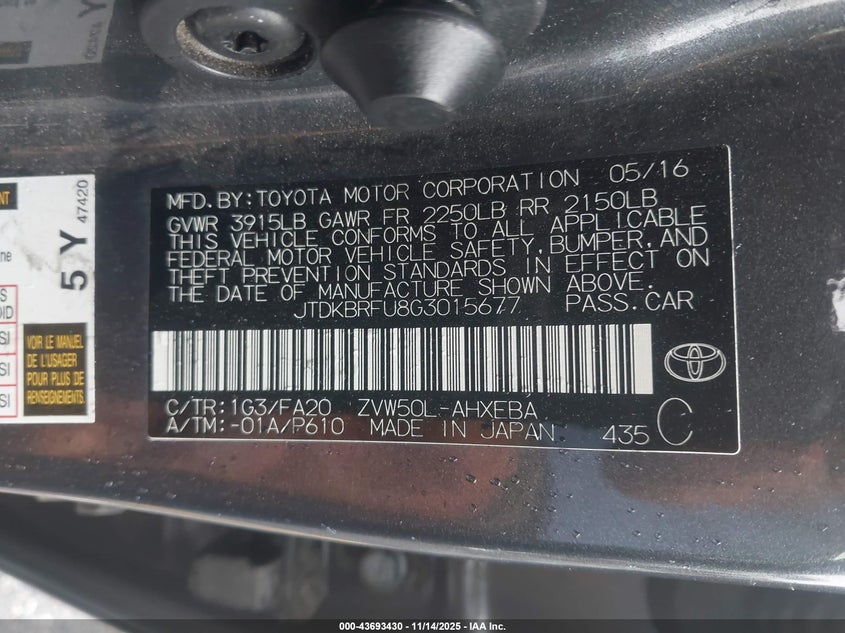 MFD.BY:TOYOTA MOTOR CORPORATION 05/16
GVWR 3915LB GAWR FR 2250LB RR 2150LB
THIS VEHICLE CONFORMS TO ALL APPLICABLE
FEDERAL MOTOR VEHICLE SAFETY,BUMPER,AND
THEFT PREVENTION STANDARDS IN EFFECT ON
THE DATE OF MANUFACTURE SHOWN ABOVE.
JTDKBRFU8G3015677 PASS.CAR
C/TR:1G3/FA20 ZVW50L-AHXEBA
A/TM:-01A/P610 MADE IN JAPAN 435 C
5 Y
47420
VOIR LE MANUEL
DE L'USAGER
POUR PLUS DE
RENSEIGNEMENTS
000-43693430 - 11/14/2025 - IAA Inc.